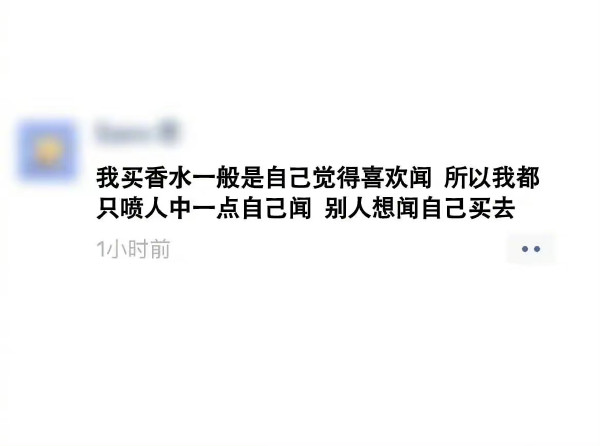 我买香水一般是自己觉得喜欢闻 所以我都
只喷人中一点自己闻 别人想闻自己买去
1小时前